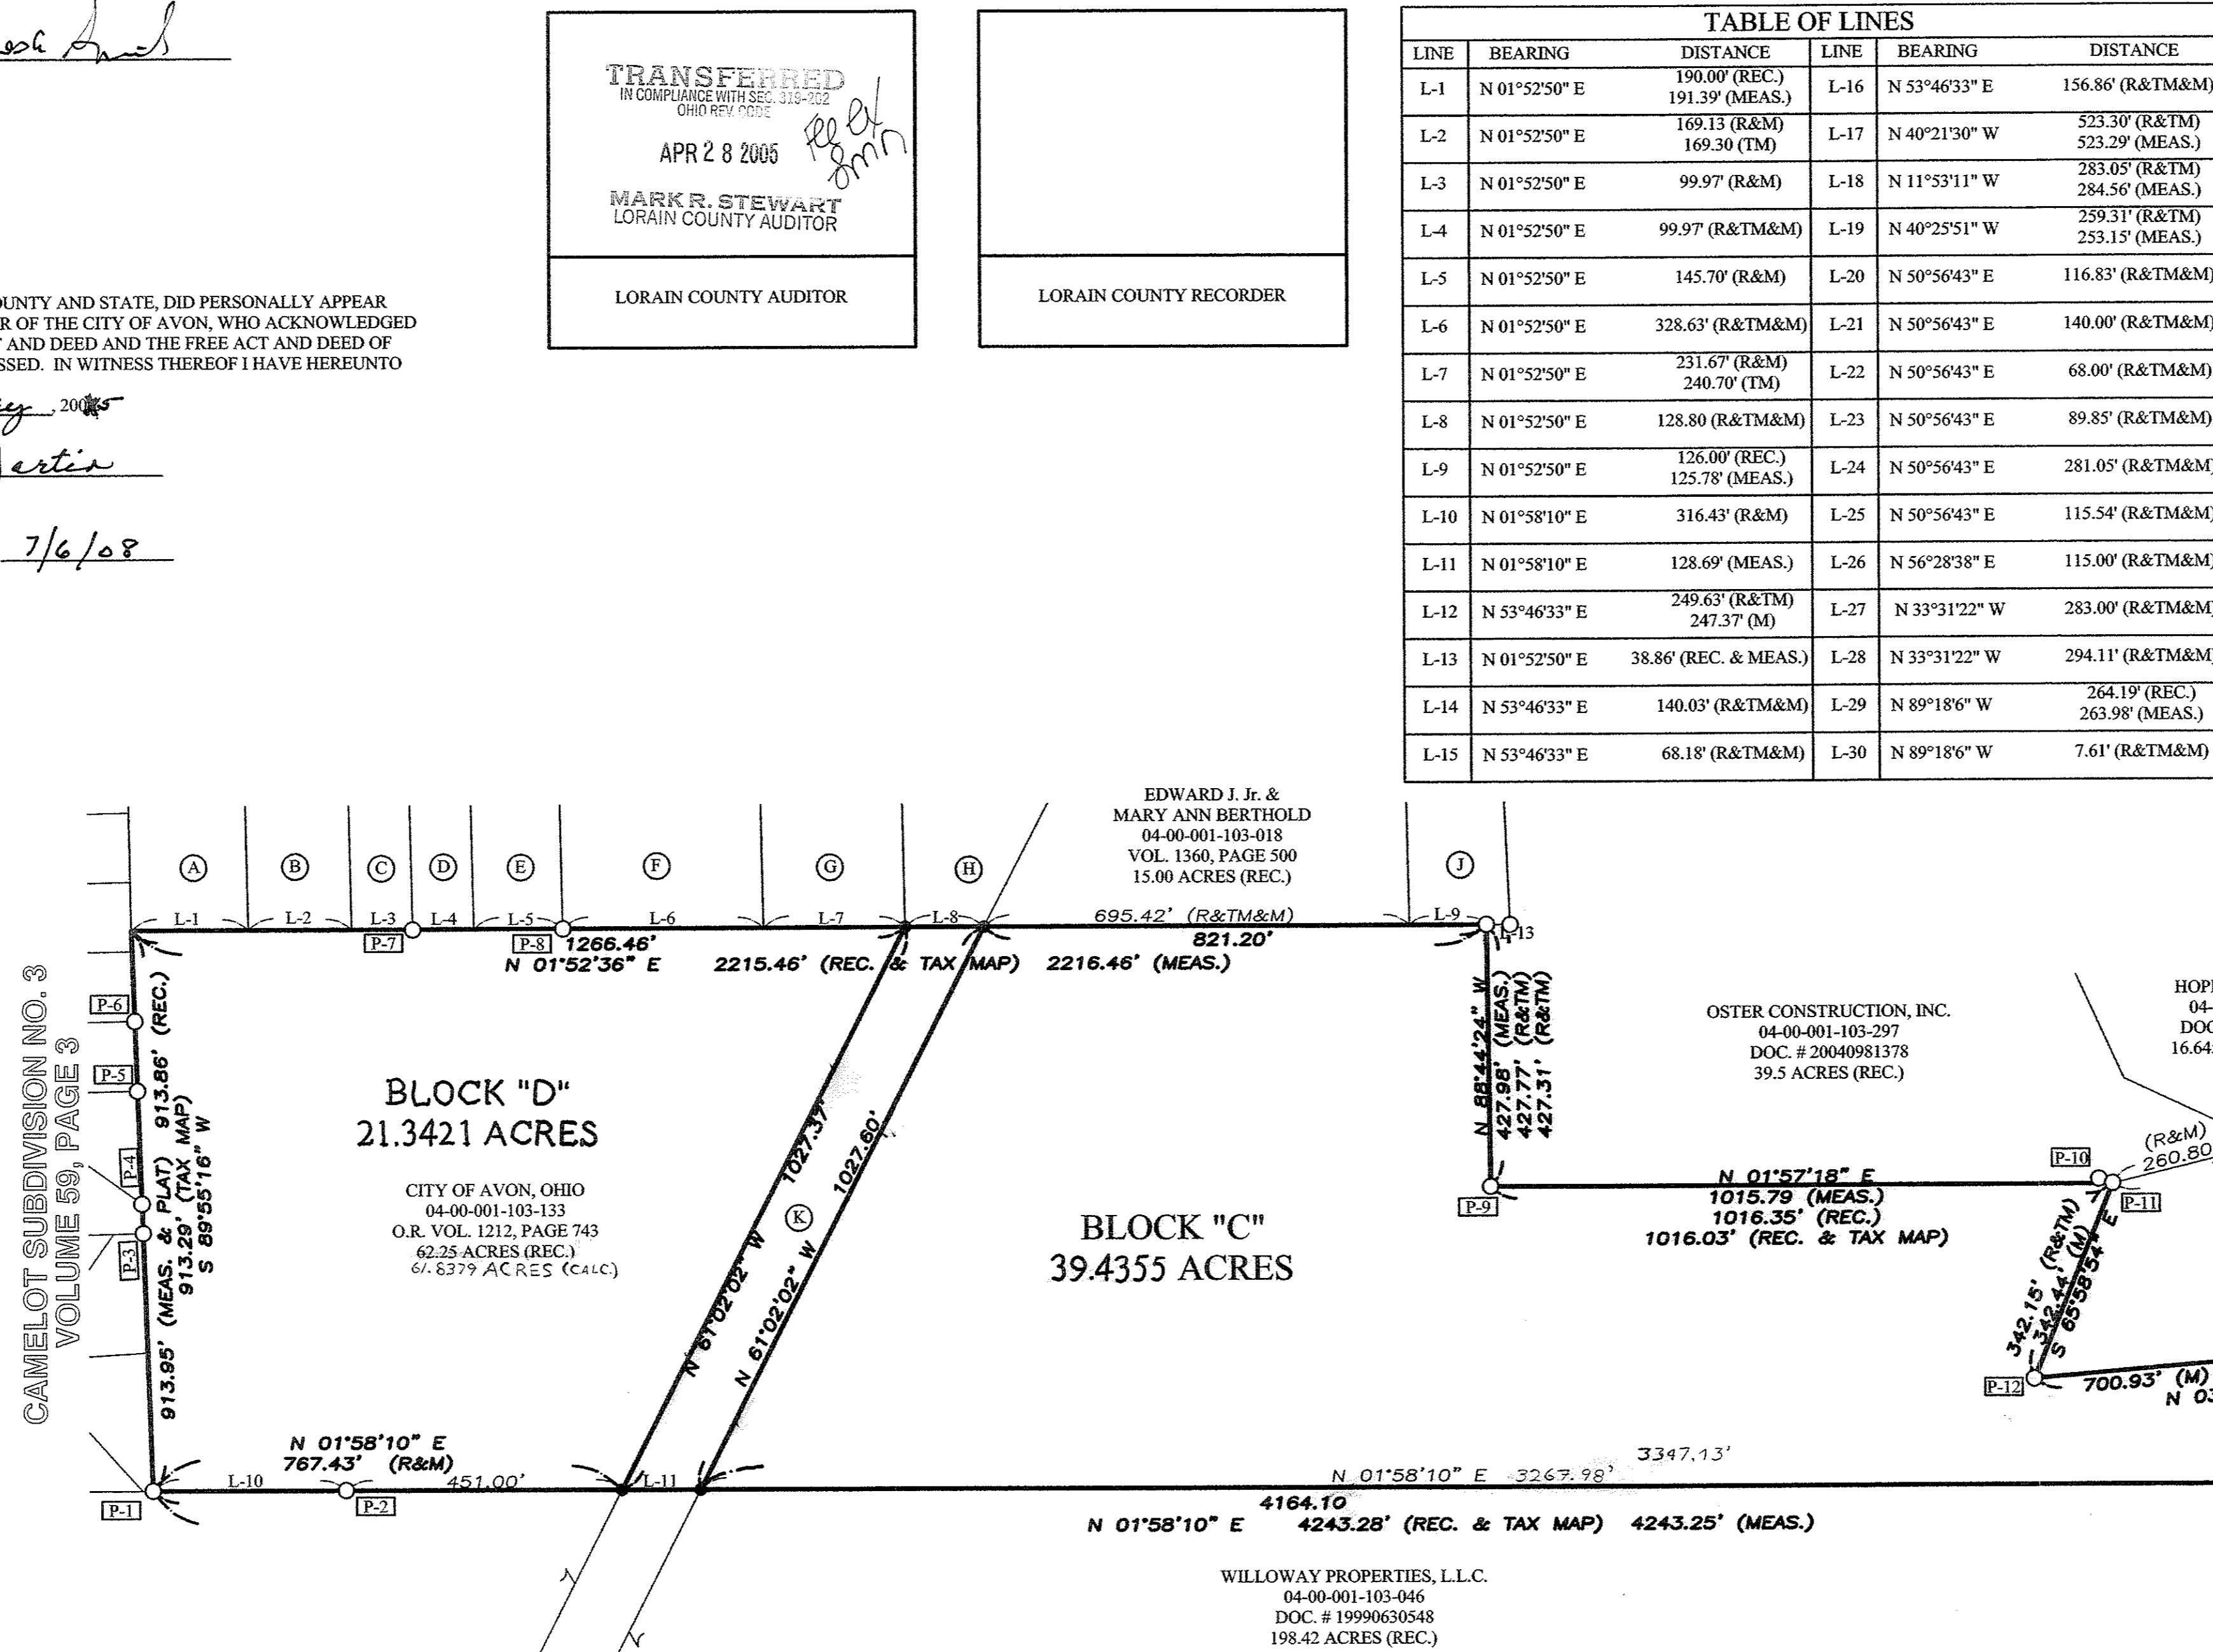 TRANSFERRED
IN COMPLIANCE WITH SEC. 319-202
OHIO REV. CODE
APR 28 2005
MARK R. STEWART
LORAIN COUNTY AUDITOR
LORAIN COUNTY AUDITOR
LORAIN COUNTY RECORDER
OUNTY AND STATE, DID PERSONALLY APPEAR
R OF THE CITY OF AVON, WHO ACKNOWLEDGED
T AND DEED AND THE FREE ACT AND DEED OF
SSED. IN WITNESS THEREOF I HAVE HEREUNTO
, 2005
artin
7/6/08
TABLE OF LINES
LINE BEARING DISTANCE LINE BEARING DISTANCE
L-1 N 01°52'50" E 190.00' (REC.) 191.39' (MEAS.) L-16 N 53°46'33" E 156.86' (R&TM&M)
L-2 N 01°52'50" E 169.13 (R&M) 169.30 (TM) L-17 N 40°21'30" W 523.30' (R&TM) 523.29' (MEAS.)
L-3 N 01°52'50" E 99.97' (R&M) L-18 N 11°53'11" W 283.05' (R&TM) 284.56' (MEAS.)
L-4 N 01°52'50" E 99.97' (R&TM&M) L-19 N 40°25'51" W 259.31' (R&TM) 253.15' (MEAS.)
L-5 N 01°52'50" E 145.70' (R&M) L-20 N 50°56'43" E 116.83' (R&TM&M)
L-6 N 01°52'50" E 328.63' (R&TM&M) L-21 N 50°56'43" E 140.00' (R&TM&M)
L-7 N 01°52'50" E 231.67' (R&M) 240.70' (TM) L-22 N 50°56'43" E 68.00' (R&TM&M)
L-8 N 01°52'50" E 128.80 (R&TM&M) L-23 N 50°56'43" E 89.85' (R&TM&M)
L-9 N 01°52'50" E 126.00' (REC.) 125.78' (MEAS.) L-24 N 50°56'43" E 281.05' (R&TM&M)
L-10 N 01°58'10" E 316.43' (R&M) L-25 N 50°56'43" E 115.54' (R&TM&M)
L-11 N 01°58'10" E 128.69' (MEAS.) L-26 N 56°28'38" E 115.00' (R&TM&M)
L-12 N 53°46'33" E 249.63' (R&TM) 247.37' (M) L-27 N 33°31'22" W 283.00' (R&TM&M)
L-13 N 01°52'50" E 38.86' (REC. & MEAS.) L-28 N 33°31'22" W 294.11' (R&TM&M)
L-14 N 53°46'33" E 140.03' (R&TM&M) L-29 N 89°18'6" W 264.19' (REC.) 263.98' (MEAS.)
L-15 N 53°46'33" E 68.18' (R&TM&M) L-30 N 89°18'6" W 7.61' (R&TM&M)
EDWARD J. Jr. &
MARY ANN BERTHOLD
04-00-001-103-018
VOL. 1360, PAGE 500
15.00 ACRES (REC.)
A B C D E F G H J
L-1 L-2 L-3 L-4 L-5 L-6 L-7 L-8 695.42' (R&TM&M) L-9
P-7 P-8 1266.46' 821.20' L-13
N 01°52'36" E 2215.46' (REC. & TAX MAP) 2216.46' (MEAS.)
CAMELOT SUBDIVISION NO. 3
VOLUME 59, PAGE 3
P-6
P-5
P-4
P-3
913.95' (MEAS. & PLAT) 913.86' (REC.)
913.29' (TAX MAP)
S 89°55'16" W
BLOCK "D"
21.3421 ACRES
CITY OF AVON, OHIO
04-00-001-103-133
O.R. VOL. 1212, PAGE 743
62.25 ACRES (REC.)
61.8379 ACRES (CALC.)
N 61°02'02" W 1027.37'
K
N 61°02'02" W 1027.60'
BLOCK "C"
39.4355 ACRES
N 88°44'24" W
427.98' (MEAS.)
427.77' (R&TM)
427.31' (R&TM)
OSTER CONSTRUCTION, INC.
04-00-001-103-297
DOC. # 20040981378
39.5 ACRES (REC.)
HOP
04-
DOC
16.64
P-9
N 01°57'18" E
1015.79 (MEAS.)
1016.35' (REC.)
1016.03' (REC. & TAX MAP)
P-10
(R&M)
260.80
P-11
342.15' (R&TM)
342.44' (M)
S 65°58'54" E
P-12
700.93' (M)
N 03
N 01°58'10" E
767.43' (R&M)
P-1 L-10 P-2 451.00' L-11
3347.13'
N 01°58'10" E 3267.98'
4164.10
N 01°58'10" E 4243.28' (REC. & TAX MAP) 4243.25' (MEAS.)
WILLOWAY PROPERTIES, L.L.C.
04-00-001-103-046
DOC. # 19990630548
198.42 ACRES (REC.)